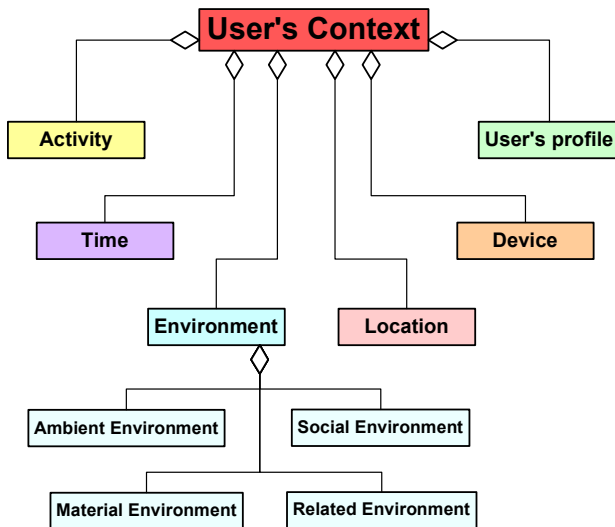 User's Context
Activity
User's profile
Time
Device
Environment
Location
Ambient Environment
Social Environment
Material Environment
Related Environment